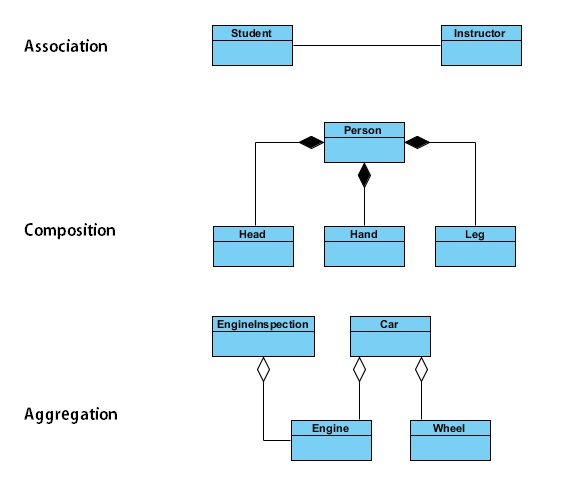 Association
Student
Instructor
Person
Composition
Head
Hand
Leg
EngineInspection
Car
Aggregation
Engine
Wheel